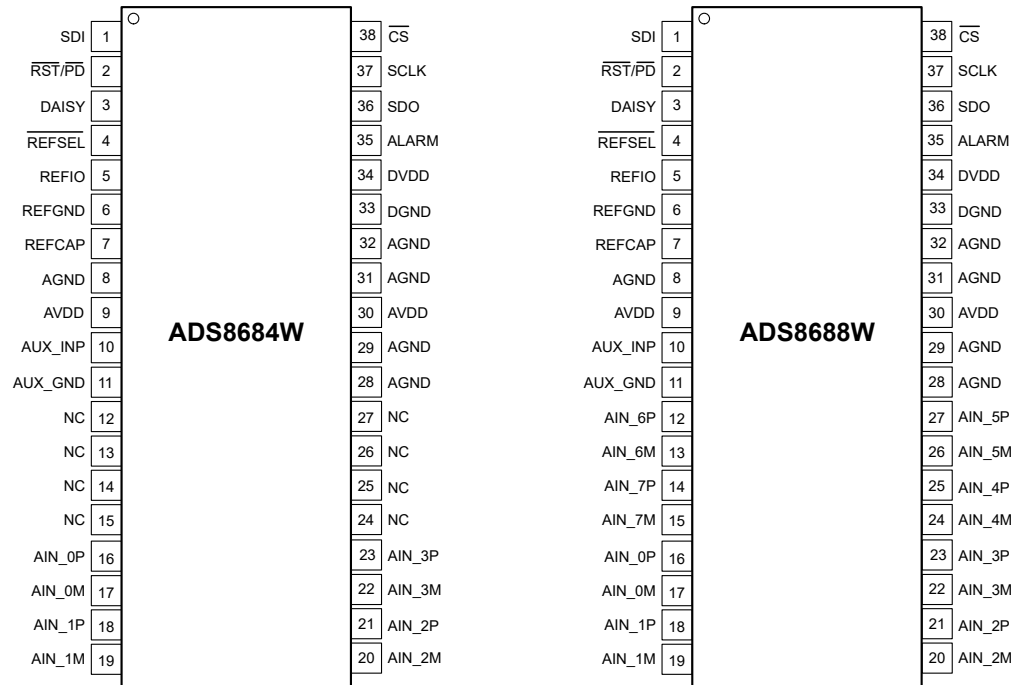 SDI 1 38 CS SDI 1 38 CS
RST/PD 2 37 SCLK RST/PD 2 37 SCLK
DAISY 3 36 SDO DAISY 3 36 SDO
REFSEL 4 35 ALARM REFSEL 4 35 ALARM
REFIO 5 34 DVDD REFIO 5 34 DVDD
REFGND 6 33 DGND REFGND 6 33 DGND
REFCAP 7 32 AGND REFCAP 7 32 AGND
AGND 8 31 AGND AGND 8 31 AGND
AVDD 9 30 AVDD AVDD 9 30 AVDD
ADS8684W ADS8688W
AUX_INP 10 29 AGND AUX_INP 10 29 AGND
AUX_GND 11 28 AGND AUX_GND 11 28 AGND
NC 12 27 NC AIN_6P 12 27 AIN_5P
NC 13 26 NC AIN_6M 13 26 AIN_5M
NC 14 25 NC AIN_7P 14 25 AIN_4P
NC 15 24 NC AIN_7M 15 24 AIN_4M
AIN_0P 16 23 AIN_3P AIN_0P 16 23 AIN_3P
AIN_0M 17 22 AIN_3M AIN_0M 17 22 AIN_3M
AIN_1P 18 21 AIN_2P AIN_1P 18 21 AIN_2P
AIN_1M 19 20 AIN_2M AIN_1M 19 20 AIN_2M